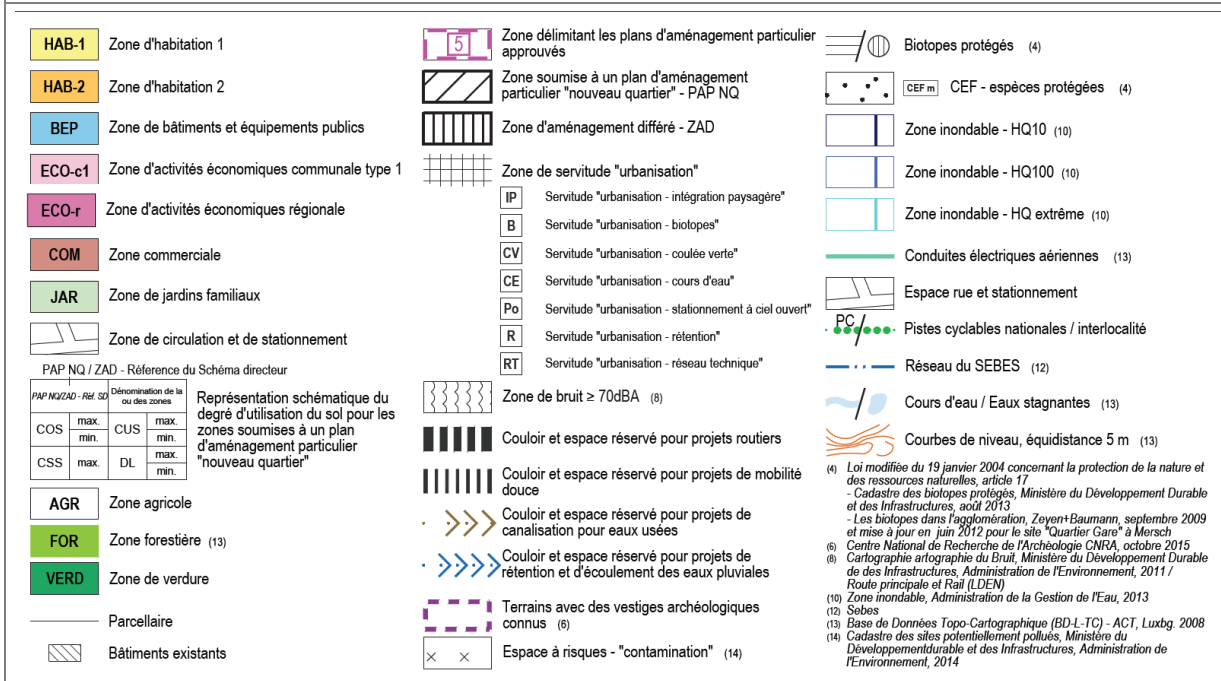 HAB-1 Zone d'habitation 1
HAB-2 Zone d'habitation 2
BEP Zone de bâtiments et équipements publics
ECO-c1 Zone d'activités économiques communale type 1
ECO-r Zone d'activités économiques régionale
COM Zone commerciale
JAR Zone de jardins familiaux
Zone de circulation et de stationnement
PAP NQ / ZAD - Réference du Schéma directeur
PAP NQ/ZAD - Réf. SD
Dénomination de la
ou des zones
COS max. CUS max.
min. min.
CSS max. DL max.
min.
Représentation schématique du
degré d'utilisation du sol pour les
zones soumises à un plan
d'aménagement particulier
"nouveau quartier"
AGR Zone agricole
FOR Zone forestière (13)
VERD Zone de verdure
Parcellaire
Bâtiments existants
5 Zone délimitant les plans d'aménagement particulier
approuvés
Zone soumise à un plan d'aménagement
particulier "nouveau quartier" - PAP NQ
Zone d'aménagement différé - ZAD
Zone de servitude "urbanisation"
IP Servitude "urbanisation - intégration paysagère"
B Servitude "urbanisation - biotopes"
CV Servitude "urbanisation - coulée verte"
CE Servitude "urbanisation - cours d'eau"
Po Servitude "urbanisation - stationnement à ciel ouvert"
R Servitude "urbanisation - rétention"
RT Servitude "urbanisation - réseau technique"
Zone de bruit ≥ 70dBA (8)
Couloir et espace réservé pour projets routiers
Couloir et espace réservé pour projets de mobilité
douce
Couloir et espace réservé pour projets de
canalisation pour eaux usées
Couloir et espace réservé pour projets de
rétention et d'écoulement des eaux pluviales
Terrains avec des vestiges archéologiques
connus (6)
Espace à risques - "contamination" (14)
Biotopes protégés (4)
CEF m CEF - espèces protégées (4)
Zone inondable - HQ10 (10)
Zone inondable - HQ100 (10)
Zone inondable - HQ extrême (10)
Conduites électriques aériennes (13)
Espace rue et stationnement
PC Pistes cyclables nationales / interlocalité
Réseau du SEBES (12)
Cours d'eau / Eaux stagnantes (13)
Courbes de niveau, équidistance 5 m (13)
(4) Loi modifiée du 19 janvier 2004 concernant la protection de la nature et
des ressources naturelles, article 17
- Cadastre des biotopes protégés, Ministère du Développement Durable
et des Infrastructures, août 2013
- Les biotopes dans l'agglomération, Zeyen+Baumann, septembre 2009
et mise à jour en juin 2012 pour le site "Quartier Gare" à Mersch
(6) Centre National de Recherche de l'Archéologie CNRA, octobre 2015
(8) Cartographie artographie du Bruit, Ministère du Développement Durable
de des Infrastructures, Administration de l'Environnement, 2011 /
Route principale et Rail (LDEN)
(10) Zone inondable, Administration de la Gestion de l'Eau, 2013
(12) Sebes
(13) Base de Données Topo-Cartographique (BD-L-TC) - ACT, Luxbg. 2008
(14) Cadastre des sites potentiellement pollués, Ministère du
Développementdurable et des Infrastructures, Administration de
l'Environnement, 2014